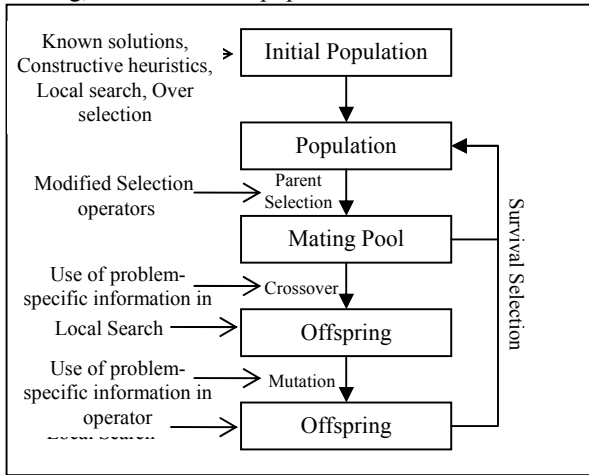 Known solutions,
Constructive heuristics,
Local search, Over
selection
Initial Population
Population
Modified Selection
operators
Parent
Selection
Mating Pool
Survival Selection
Use of problem-
specific information in
Crossover
Local Search
Offspring
Use of problem-
specific information in
operator
Mutation
Offspring